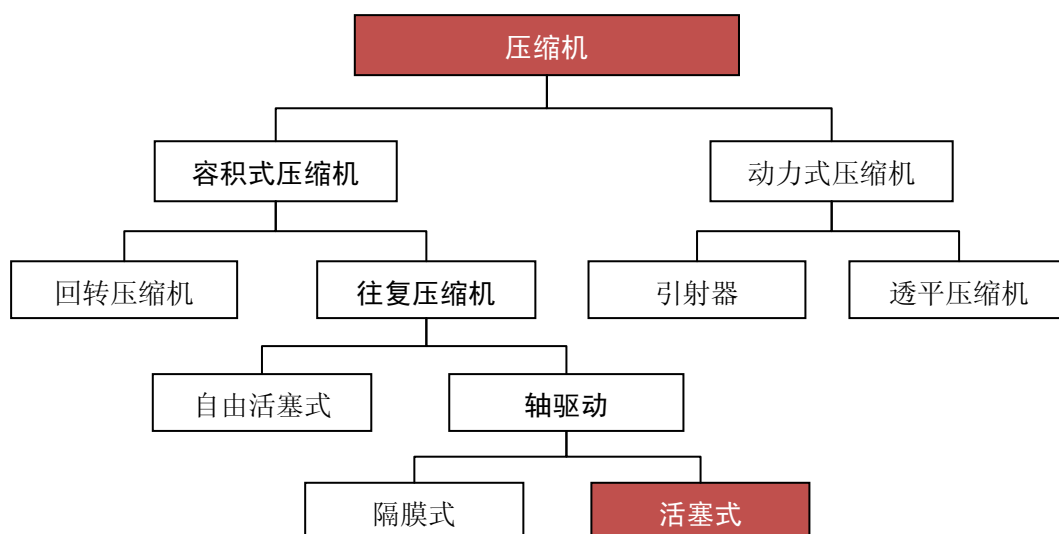 压缩机
容积式压缩机
动力式压缩机
回转压缩机
往复压缩机
引射器
透平压缩机
自由活塞式
轴驱动
隔膜式
活塞式